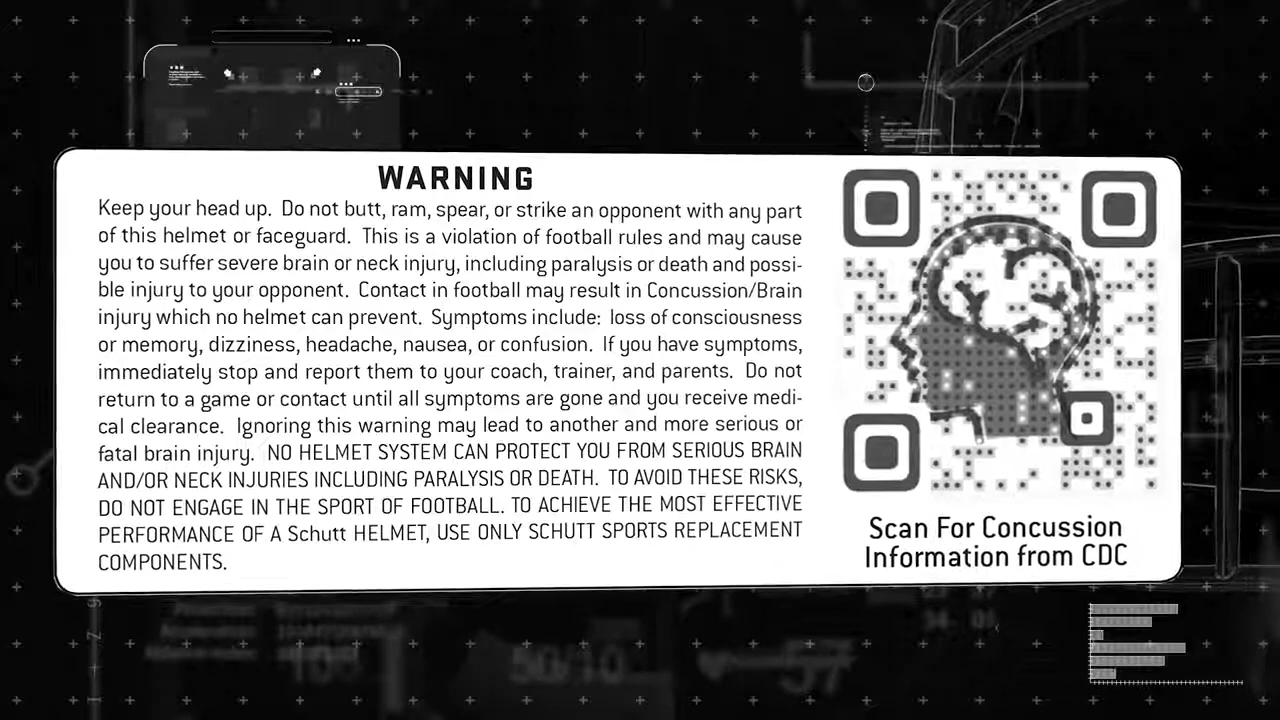 WARNING
Keep your head up. Do not butt, ram, spear, or strike an opponent with any part
of this helmet or faceguard. This is a violation of football rules and may cause
you to suffer severe brain or neck injury, including paralysis or death and possi-
ble injury to your opponent. Contact in football may result in Concussion/Brain
injury which no helmet can prevent. Symptoms include: loss of consciousness
or memory, dizziness, headache, nausea, or confusion. If you have symptoms,
immediately stop and report them to your coach, trainer, and parents. Do not
return to a game or contact until all symptoms are gone and you receive medi-
cal clearance. Ignoring this warning may lead to another and more serious or
fatal brain injury. NO HELMET SYSTEM CAN PROTECT YOU FROM SERIOUS BRAIN
AND/OR NECK INJURIES INCLUDING PARALYSIS OR DEATH. TO AVOID THESE RISKS,
DO NOT ENGAGE IN THE SPORT OF FOOTBALL. TO ACHIEVE THE MOST EFFECTIVE
PERFORMANCE OF A Schutt HELMET, USE ONLY SCHUTT SPORTS REPLACEMENT
COMPONENTS.
Scan For Concussion
Information from CDC
50/10